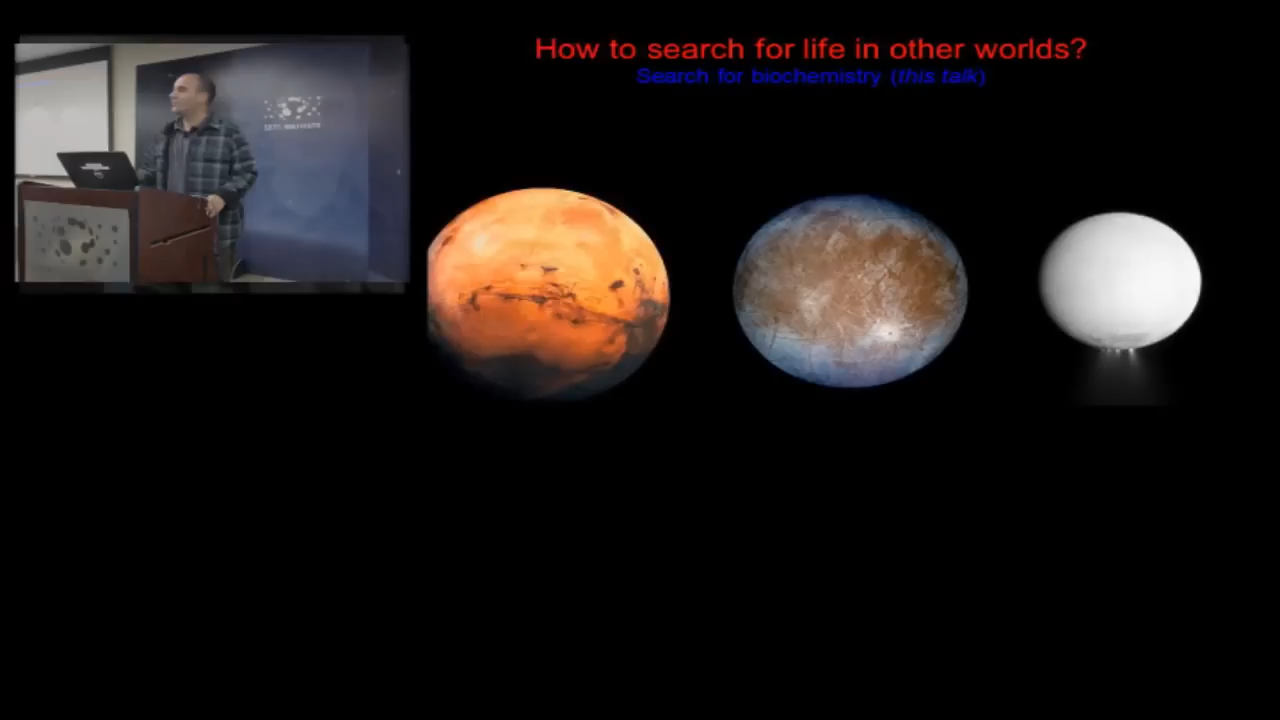 How to search for life in other worlds?
Search for biochemistry (this talk)